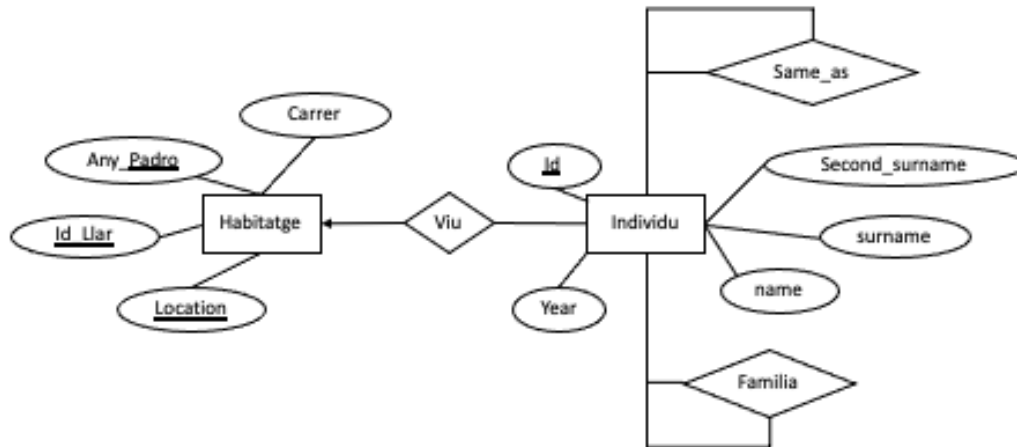 Same_as
Carrer
Any_Padro
Id
Second_surname
Habitatge
Viu
Individu
Id_Llar
surname
Location
Year
name
Familia